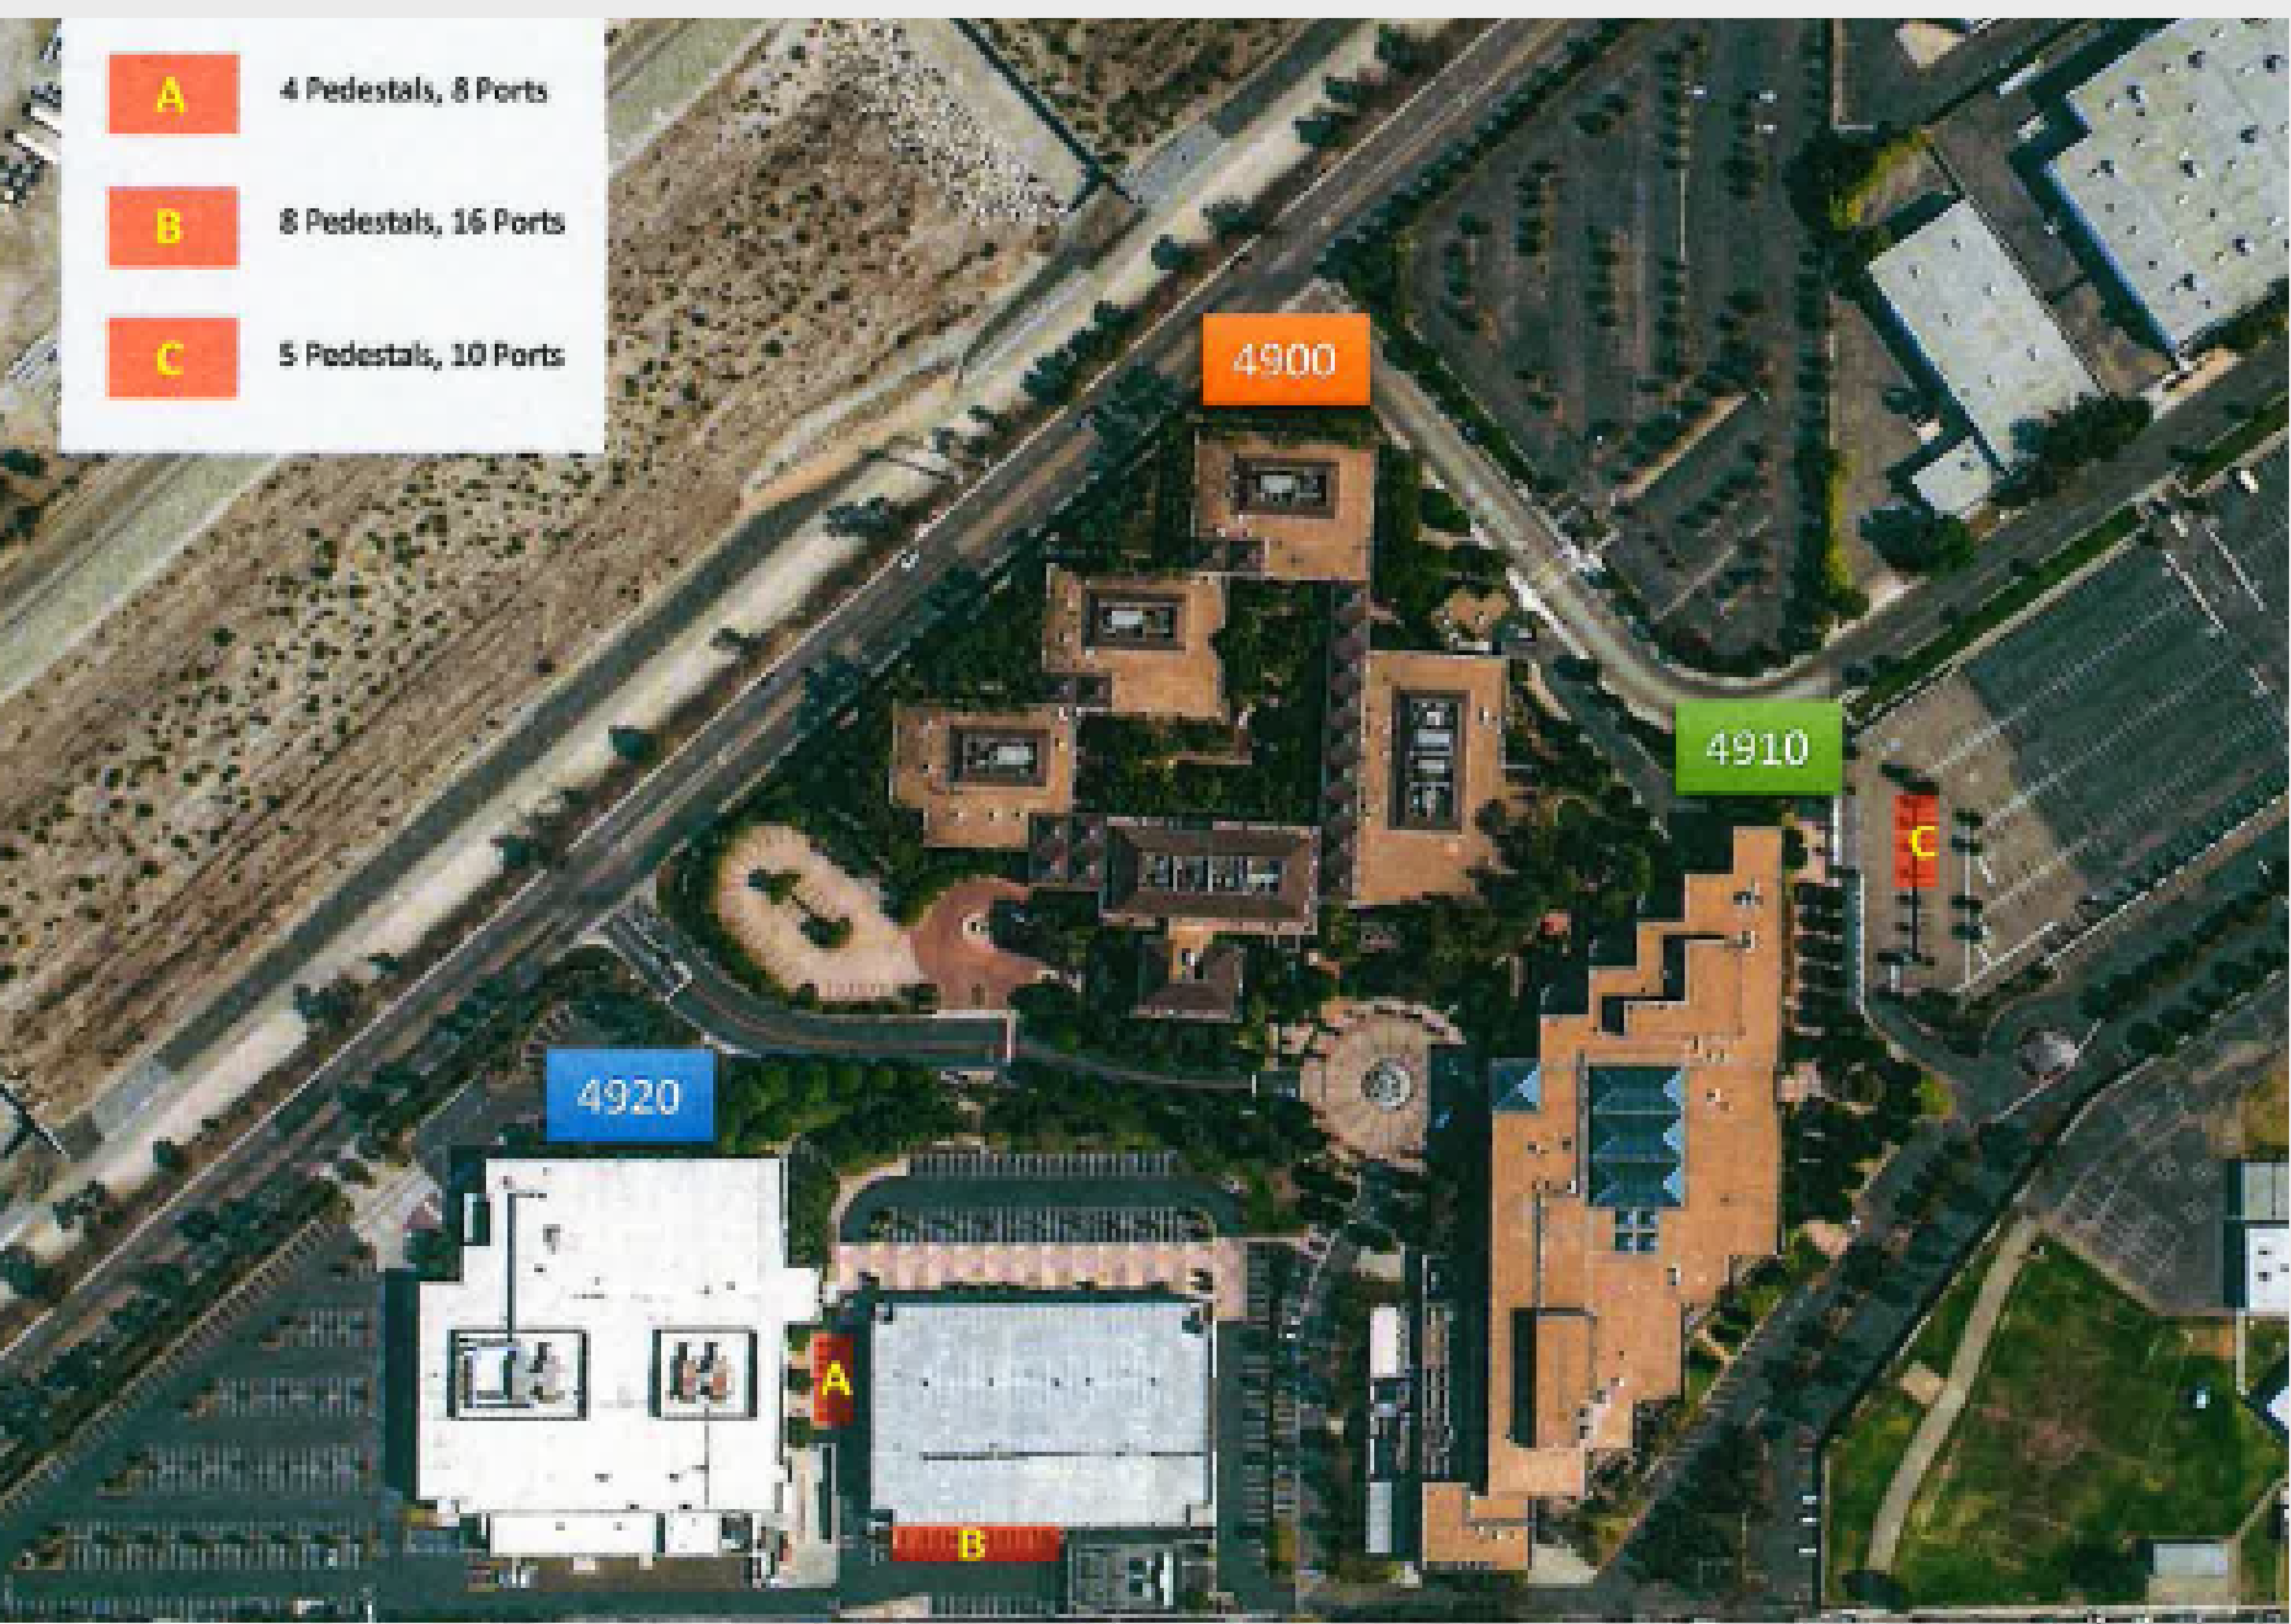 A 4 Pedestals, 8 Ports
B 8 Pedestals, 16 Ports
C 5 Pedestals, 10 Ports
4900
4910
C
4920
A
B